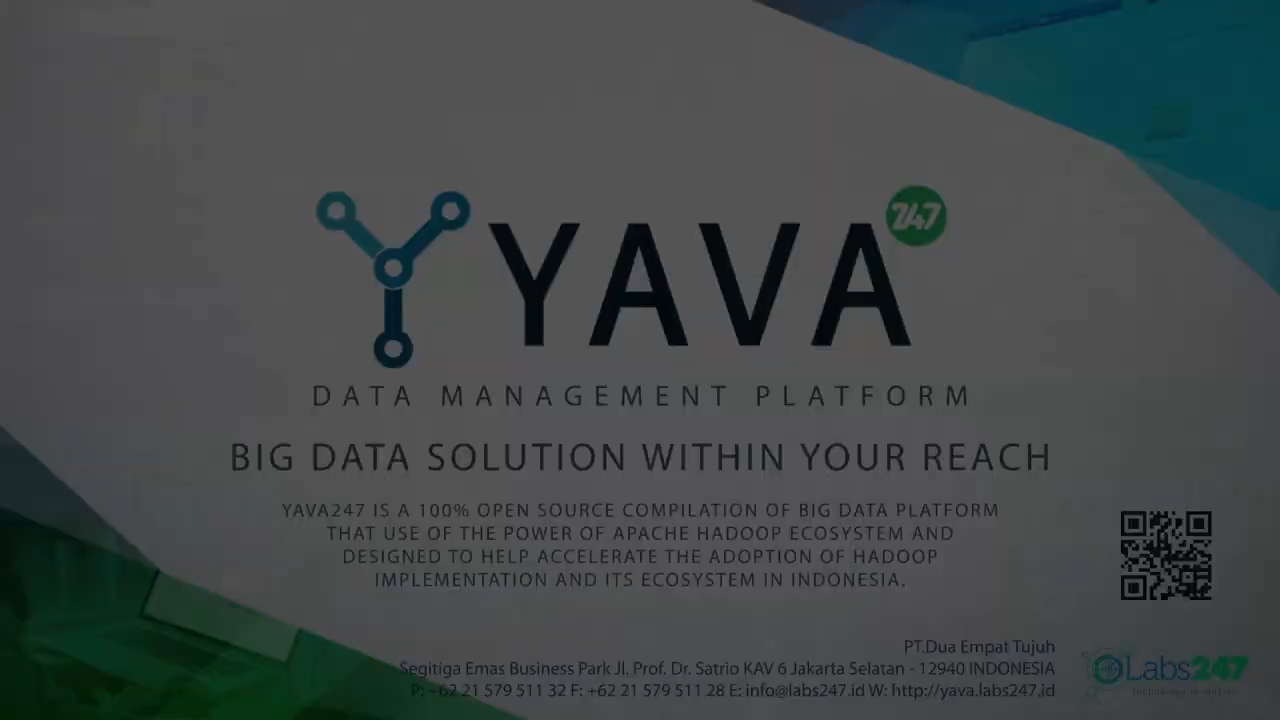 247
YAVA
DATA MANAGEMENT PLATFORM
BIG DATA SOLUTION WITHIN YOUR REACH
YAVA247 IS A 100% OPEN SOURCE COMPILATION OF BIG DATA PLATFORM
THAT USE OF THE POWER OF APACHE HADOOP ECOSYSTEM AND
DESIGNED TO HELP ACCELERATE THE ADOPTION OF HADOOP
IMPLEMENTATION AND ITS ECOSYSTEM IN INDONESIA.
PT.Dua Empat Tujuh
Segitiga Emas Business Park Jl. Prof. Dr. Satrio KAV 6 Jakarta Selatan - 12940 INDONESIA
P: +62 21 579 511 32 F: +62 21 579 511 28 E: info@labs247.id W: http://yava.labs247.id
Labs247